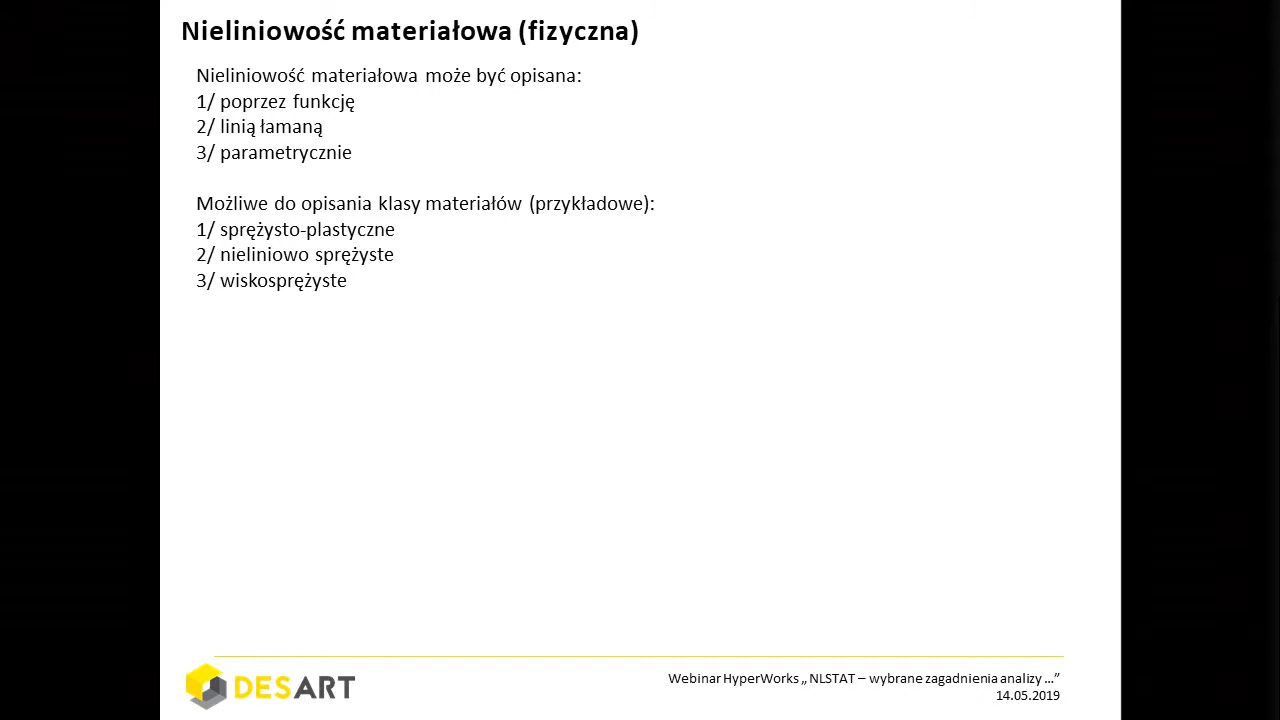 Nieliniowość materiałowa (fizyczna)
Nieliniowość materiałowa może być opisana:
1/ poprzez funkcję
2/ linią łamaną
3/ parametrycznie
Możliwe do opisania klasy materiałów (przykładowe):
1/ sprężysto-plastyczne
2/ nieliniowo sprężyste
3/ wiskosprężyste
DESART
Webinar HyperWorks „ NLSTAT – wybrane zagadnienia analizy …”
14.05.2019